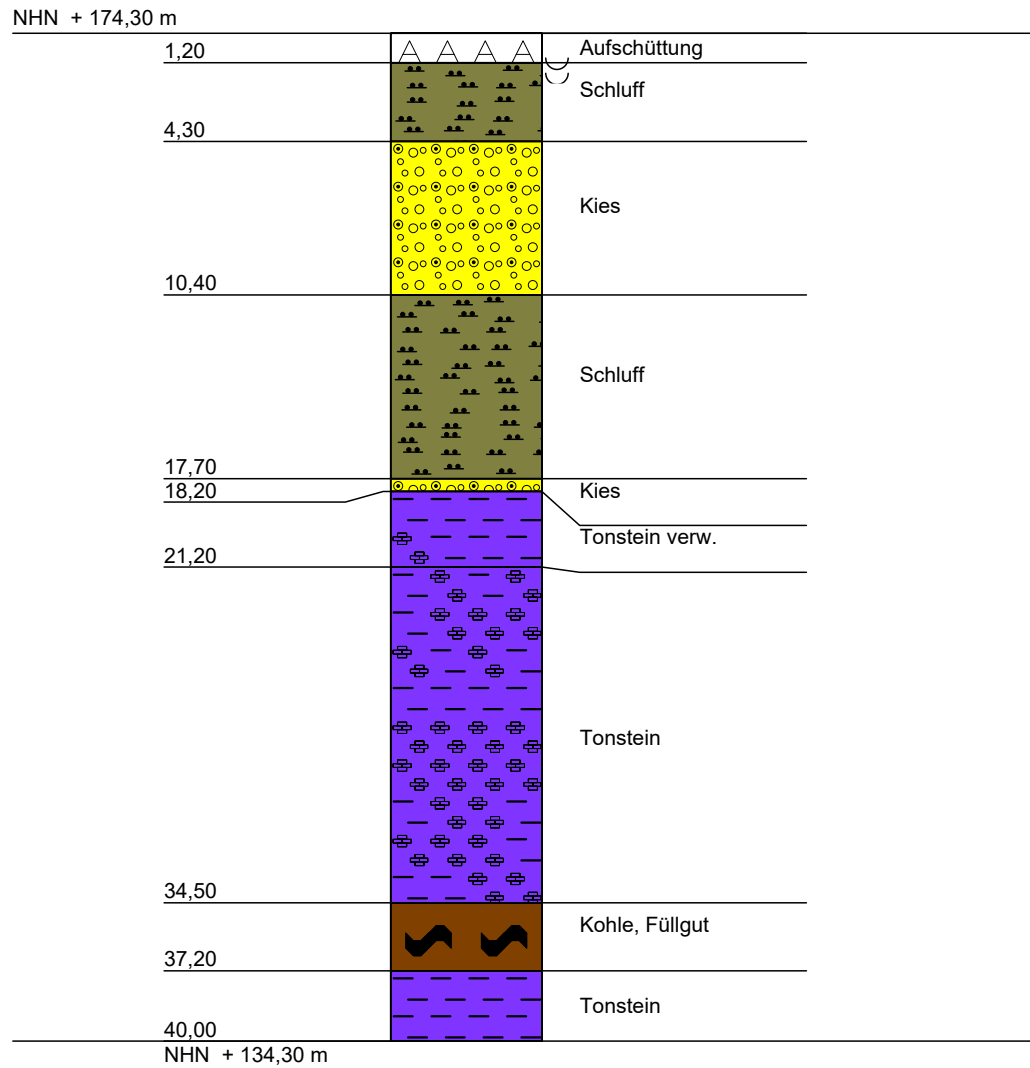 NHN + 174,30 m
1,20 Aufschüttung
Schluff
4,30
Kies
10,40
Schluff
17,70
18,20 Kies
Tonstein verw.
21,20
Tonstein
34,50
Kohle, Füllgut
37,20
Tonstein
40,00
NHN + 134,30 m